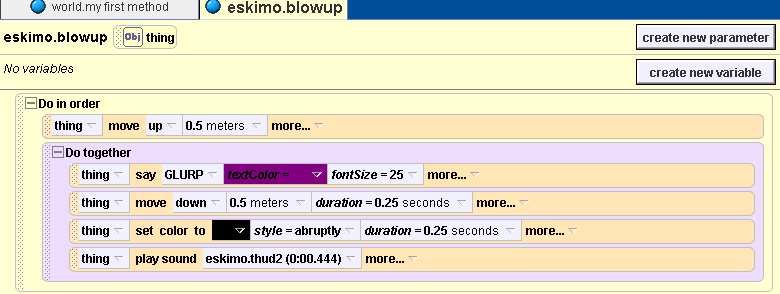 world.my first method eskimo.blowup
eskimo.blowup Obj thing create new parameter
No variables create new variable
Do in order
thing move up 0.5 meters more...
Do together
thing say GLURP textColor = fontSize = 25 more...
thing move down 0.5 meters duration = 0.25 seconds more...
thing set color to style = abruptly duration = 0.25 seconds more...
thing play sound eskimo.thud2 (0:00.444) more...